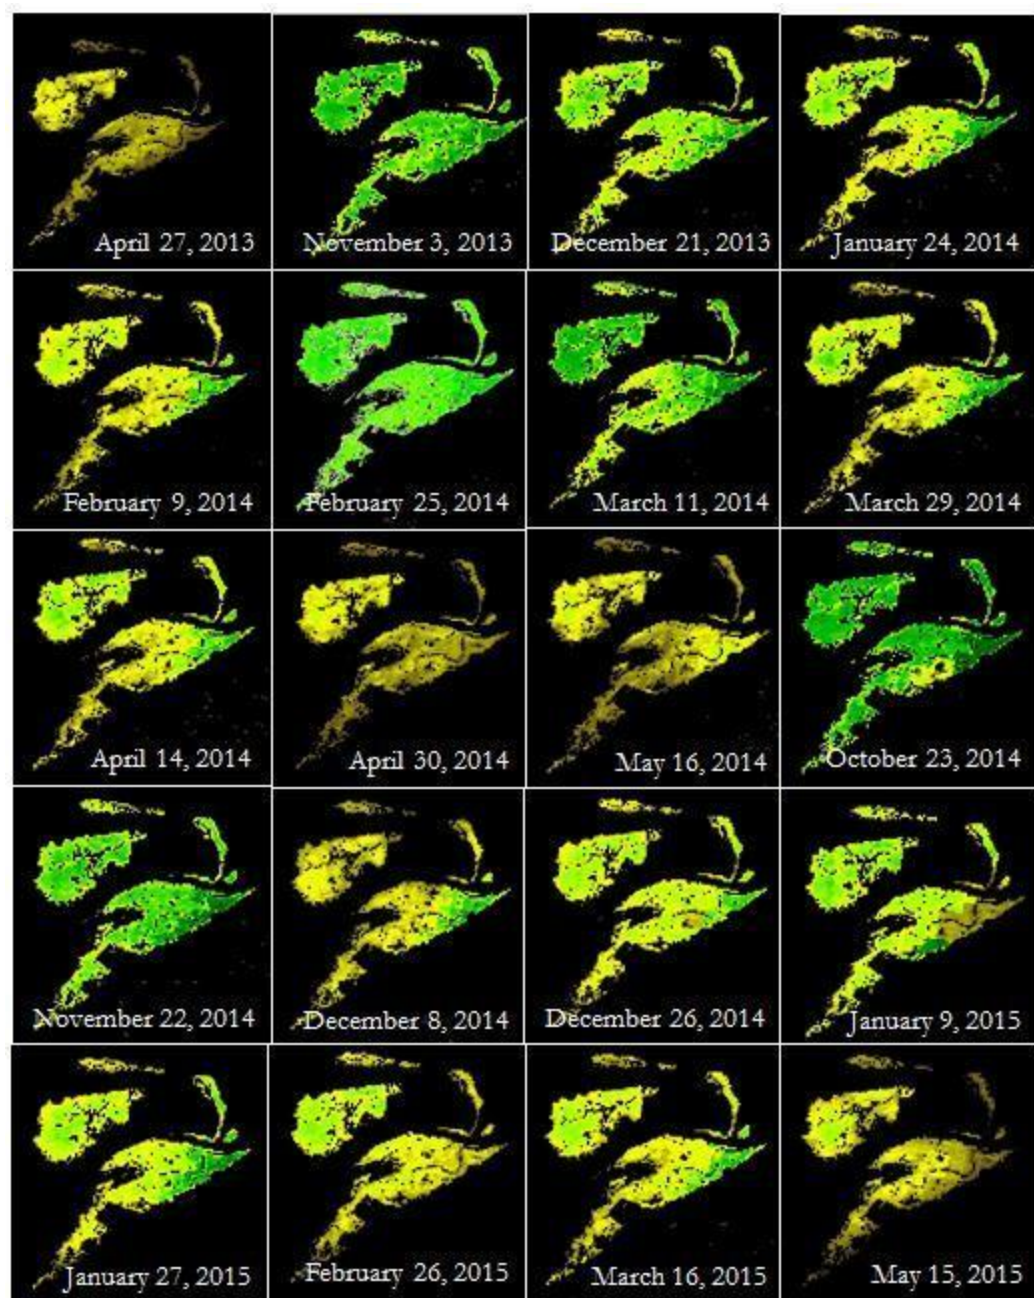 April 27, 2013
November 3, 2013
December 21, 2013
January 24, 2014
February 9, 2014
February 25, 2014
March 11, 2014
March 29, 2014
April 14, 2014
April 30, 2014
May 16, 2014
October 23, 2014
November 22, 2014
December 8, 2014
December 26, 2014
January 9, 2015
January 27, 2015
February 26, 2015
March 16, 2015
May 15, 2015